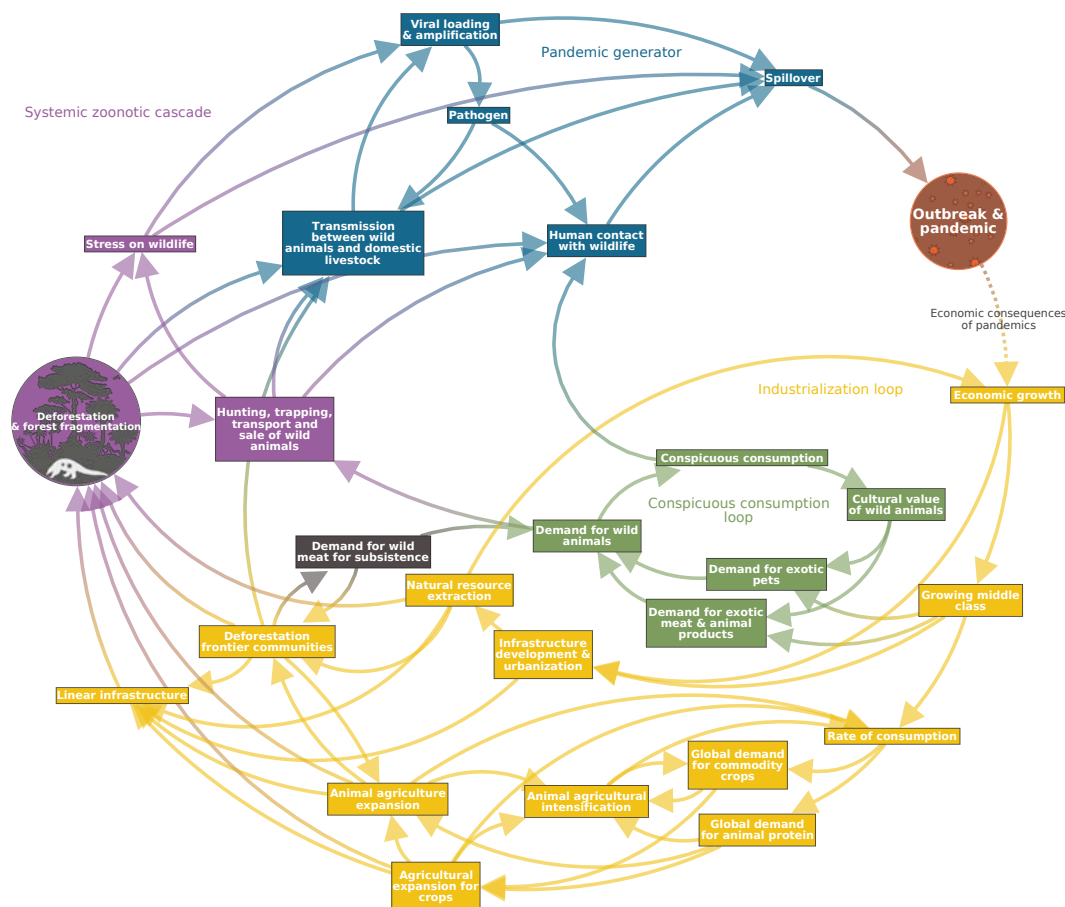 Viral loading
& amplification
Pandemic generator
Spillover
Systemic zoonotic cascade
Pathogen
Outbreak &
pandemic
Transmission
between wild
animals and domestic
livestock
Human contact
with wildlife
Stress on wildlife
Economic consequences
of pandemics
Industrialization loop
Economic growth
Deforestation
& forest fragmentation
Hunting, trapping,
transport and
sale of wild
animals
Conspicuous consumption
Conspicuous consumption
loop
Cultural value
of wild animals
Demand for wild
animals
Demand for wild
meat for subsistence
Demand for exotic
pets
Natural resource
extraction
Growing middle
class
Demand for exotic
meat & animal
products
Deforestation
frontier communities
Infrastructure
development &
urbanization
Linear infrastructure
Rate of consumption
Global demand
for commodity
crops
Animal agriculture
expansion
Animal agricultural
intensification
Global demand
for animal protein
Agricultural
expansion for
crops